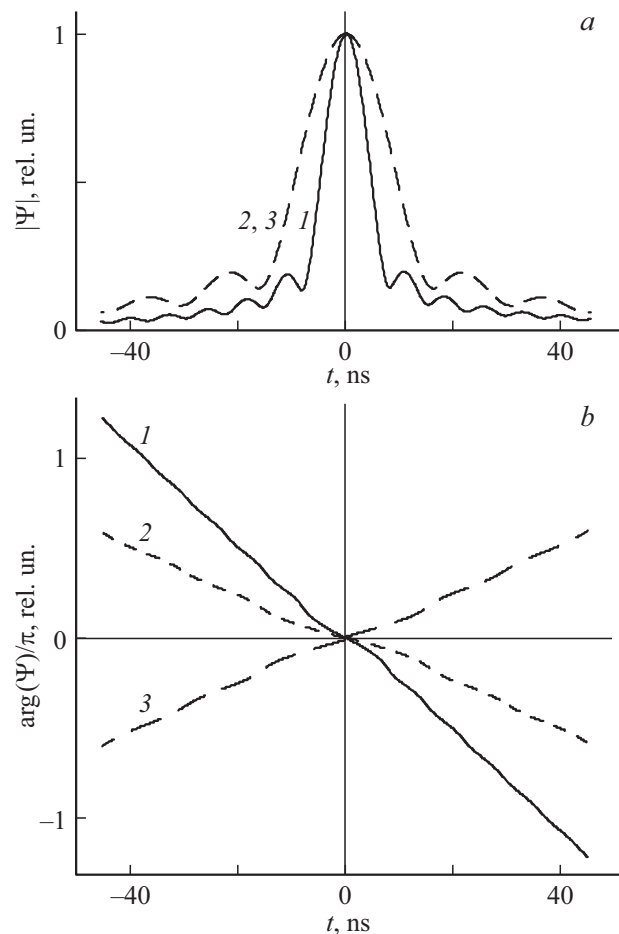 a
1
|Ψ|, rel. un.
2, 3 1
0
–40 0 40
t, ns
b
1
1
2
arg (Ψ)/π, rel. un.
0
3
–1
–40 0 40
t, ns